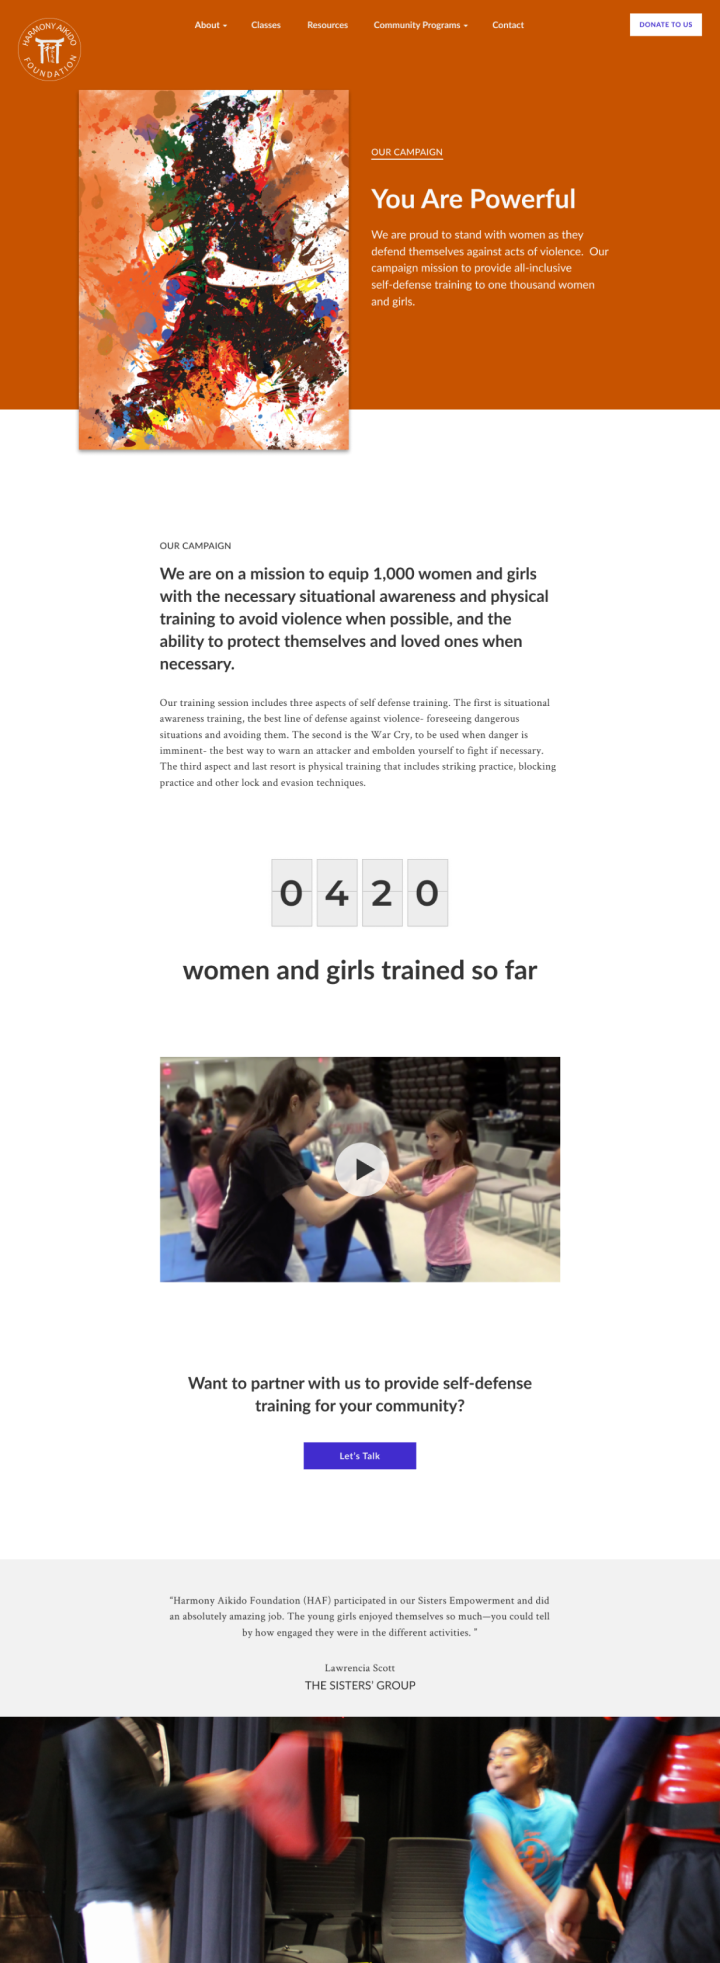 HARMONY AIKIDO
FOUNDATION
About
Classes
Resources
Community Programs
Contact
DONATE TO US
OUR CAMPAIGN
You Are Powerful
We are proud to stand with women as they
defend themselves against acts of violence.  Our
campaign mission to provide all-inclusive
self-defense training to one thousand women
and girls.
OUR CAMPAIGN
We are on a mission to equip 1,000 women and girls
with the necessary situational awareness and physical
training to avoid violence when possible, and the
ability to protect themselves and loved ones when
necessary.
Our training session includes three aspects of self defense training. The first is situational
awareness training, the best line of defense against violence- foreseeing dangerous
situations and avoiding them. The second is the War Cry, to be used when danger is
imminent- the best way to warn an attacker and embolden yourself to fight if necessary.
The third aspect and last resort is physical training that includes striking practice, blocking
practice and other lock and evasion techniques.
0420
women and girls trained so far
Want to partner with us to provide self-defense
training for your community?
Let's Talk
“Harmony Aikido Foundation (HAF) participated in our Sisters Empowerment and did
an absolutely amazing job. The young girls enjoyed themselves so much—you could tell
by how engaged they were in the different activities. ”
Lawrencia Scott
THE SISTERS’ GROUP